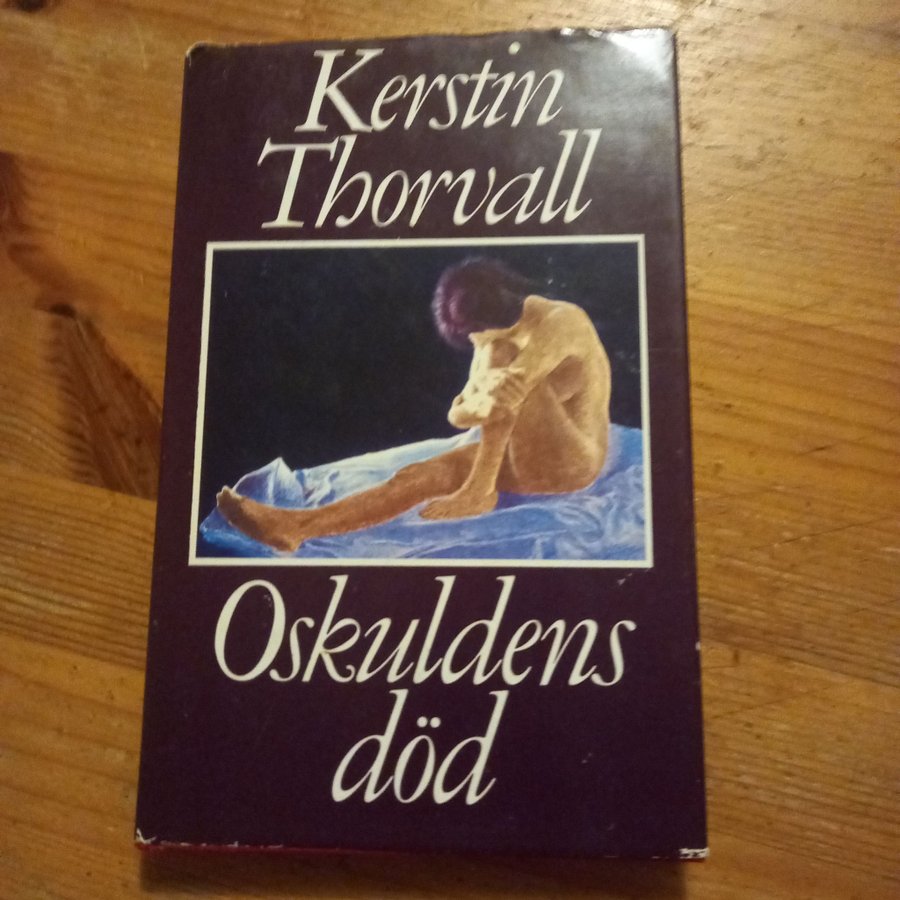 Kerstin
Thorvall
Oskuldens
död